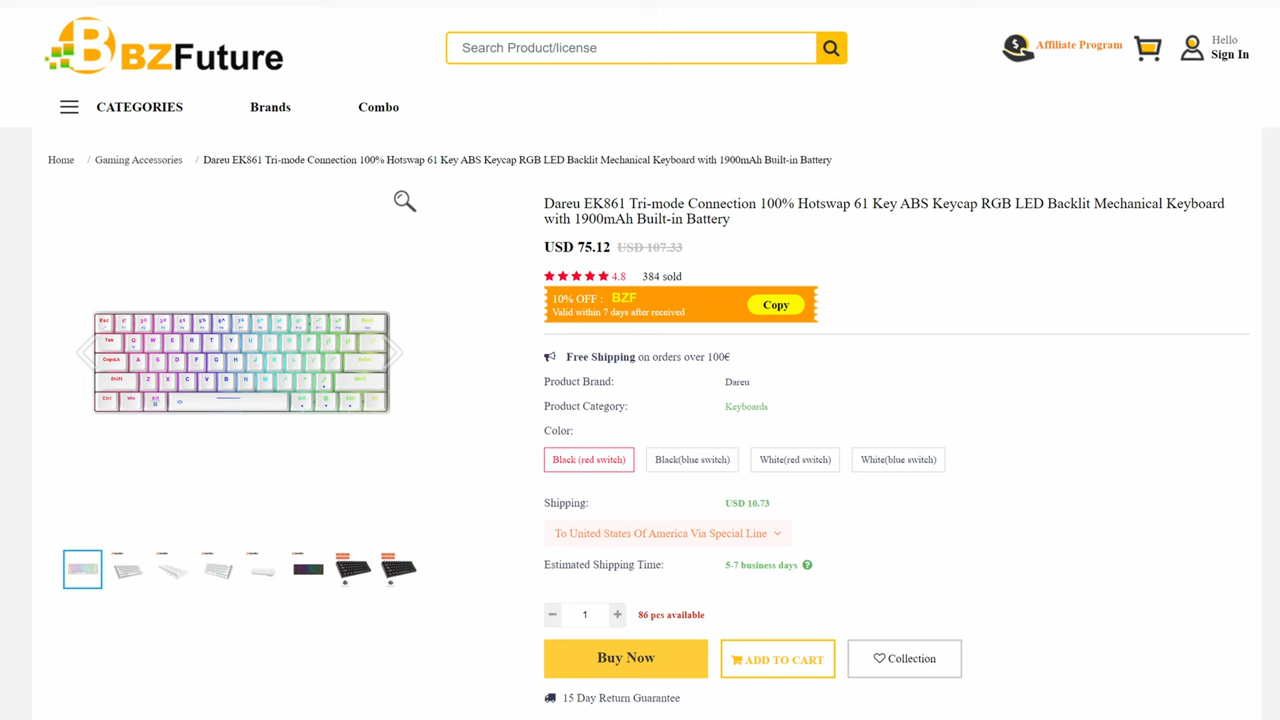 BZFuture
Search Product/license
Affiliate Program
Hello
Sign In
CATEGORIES
Brands
Combo
Home / Gaming Accessories / Dareu EK861 Tri-mode Connection 100% Hotswap 61 Key ABS Keycap RGB LED Backlit Mechanical Keyboard with 1900mAh Built-in Battery
Dareu EK861 Tri-mode Connection 100% Hotswap 61 Key ABS Keycap RGB LED Backlit Mechanical Keyboard
with 1900mAh Built-in Battery
USD 75.12 USD 107.33
4.8 384 sold
10% OFF : BZF
Valid within 7 days after received
Copy
Free Shipping on orders over 100€
Product Brand: Dareu
Product Category: Keyboards
Color:
Black (red switch) Black(blue switch) White(red switch) White(blue switch)
Shipping: USD 10.73
To United States Of America Via Special Line
Estimated Shipping Time: 5-7 business days ?
− 1 + 86 pcs available
Buy Now ADD TO CART Collection
15 Day Return Guarantee
Esc
Tab Q W E R T Y
CapsLk A S D F G H
Shift Z X C V B N
Ctrl Win Alt